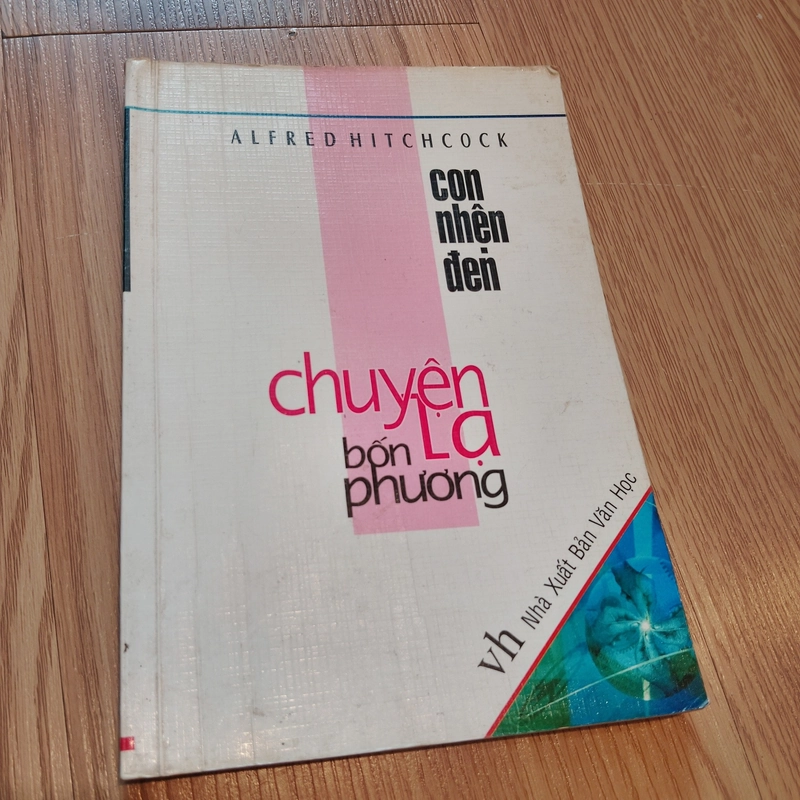 ALFRED HITCHCOCK
con
nhện
đen
chuyện
Lạ
bốn
phương
vh Nhà Xuất Bản Văn Học